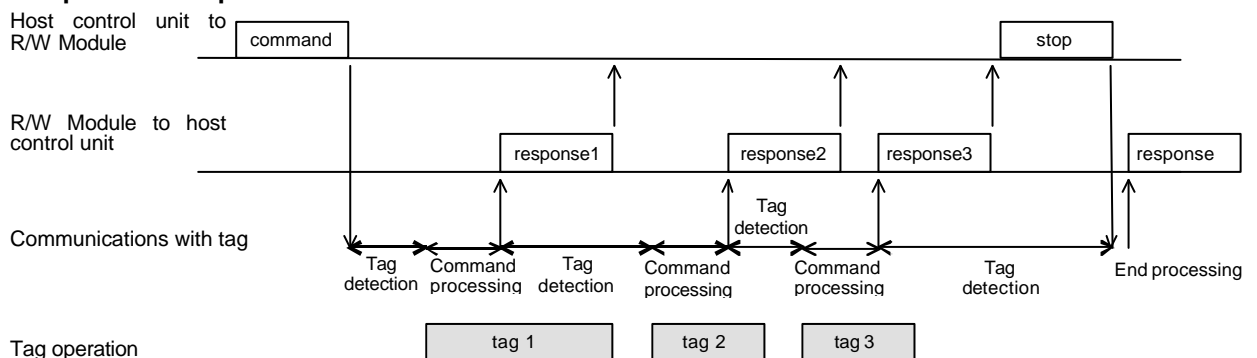 Host control unit to
R/W Module
command
stop
R/W Module to host
control unit
response1
response2
response3
response
Tag
detection
Communications with tag
Tag
detection
Command
processing
Tag
detection
Command
processing
Command
processing
Tag
detection
End processing
Tag operation
tag 1
tag 2
tag 3